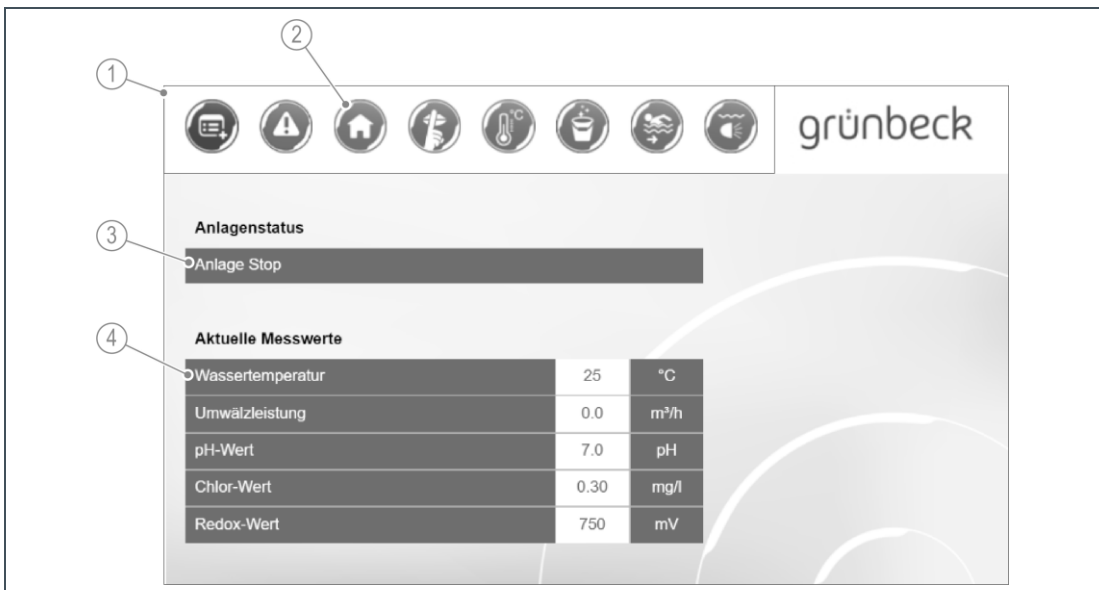 2
1
°C
grünbeck
Anlagenstatus
3
Anlage Stop
Aktuelle Messwerte
4
Wassertemperatur 25 °C
Umwälzleistung 0.0 m³/h
pH-Wert 7.0 pH
Chlor-Wert 0.30 mg/l
Redox-Wert 750 mV